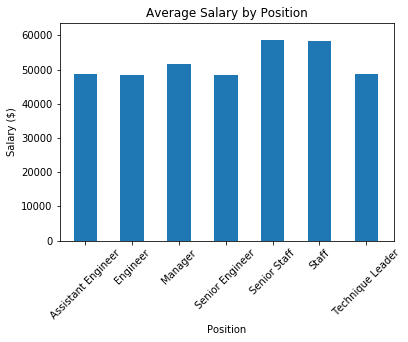 Average Salary by Position
Salary ($)
60000
50000
40000
30000
20000
10000
0
Assistant Engineer
Engineer
Manager
Senior Engineer
Senior Staff
Staff
Technique Leader
Position